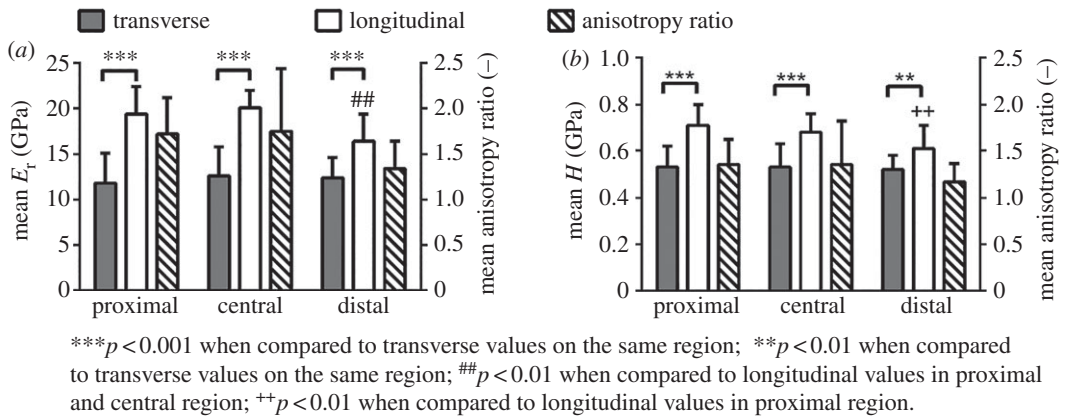 transverse longitudinal anisotropy ratio
(a)
25
20
15
10
5
0
mean Er (GPa)
*** *** ***
##
2.5
2.0
1.5
1.0
0.5
0
mean anisotropy ratio (–)
proximal central distal
(b)
1.0
0.8
0.6
0.4
0.2
0
mean H (GPa)
*** *** **
++
2.5
2.0
1.5
1.0
0.5
0
mean anisotropy ratio (–)
proximal central distal
***p<0.001 when compared to transverse values on the same region; **p<0.01 when compared
to transverse values on the same region; ##p<0.01 when compared to longitudinal values in proximal
and central region; ++p<0.01 when compared to longitudinal values in proximal region.